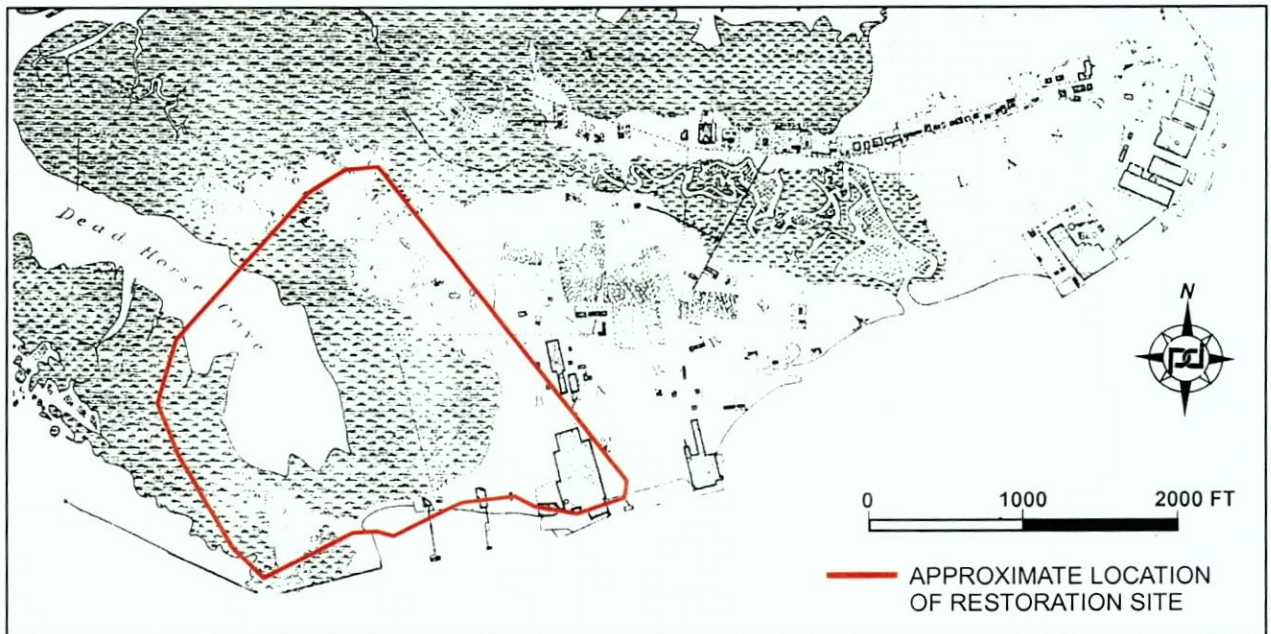 Dead Horse Cove
B A R R E N
L A N
N
0 1000 2000 FT
APPROXIMATE LOCATION
OF RESTORATION SITE